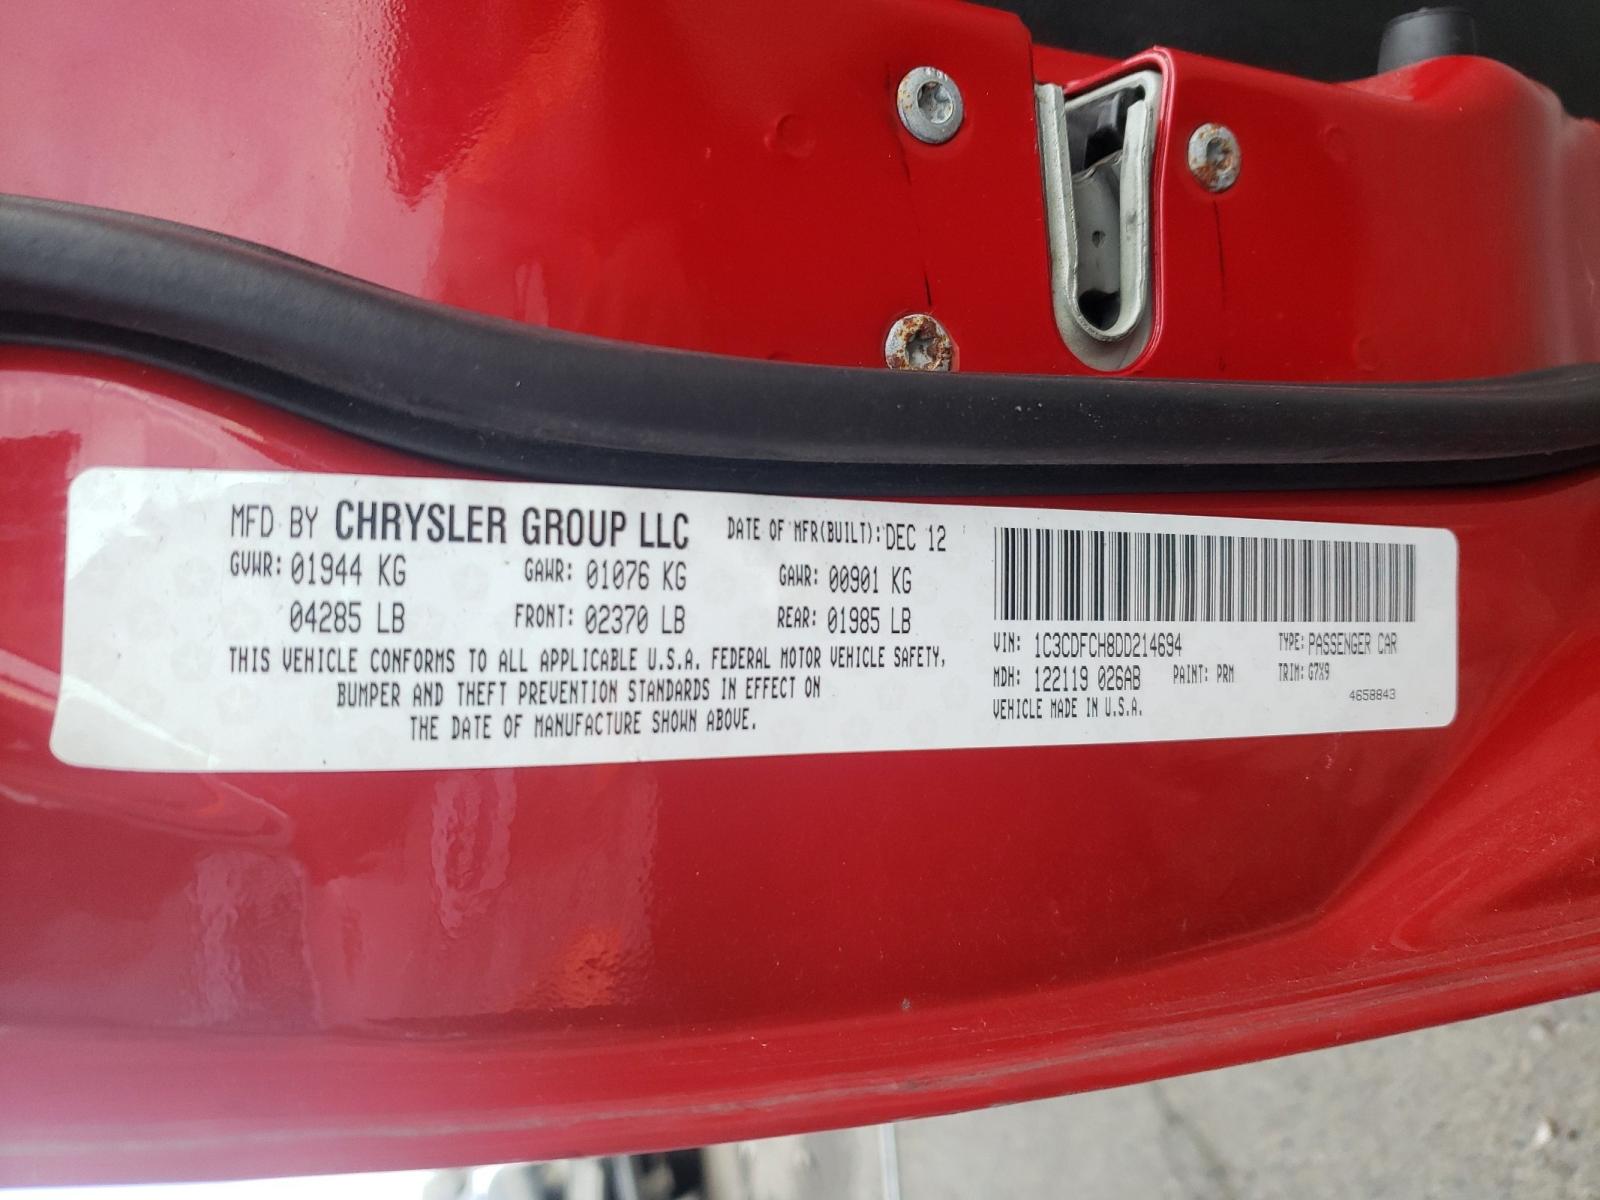 MFD BY CHRYSLER GROUP LLC DATE OF MFR(BUILT): DEC 12
GVWR: 01944 KG GAWR: 01076 KG GAWR: 00901 KG
04285 LB FRONT: 02370 LB REAR: 01985 LB
THIS VEHICLE CONFORMS TO ALL APPLICABLE U.S.A. FEDERAL MOTOR VEHICLE SAFETY,
BUMPER AND THEFT PREVENTION STANDARDS IN EFFECT ON
THE DATE OF MANUFACTURE SHOWN ABOVE.
VIN: 1C3CDFCH8DD214694 TYPE: PASSENGER CAR
MDH: 122119 026AB PAINT: PRM TRIM: G7X9
VEHICLE MADE IN U.S.A. 4658843